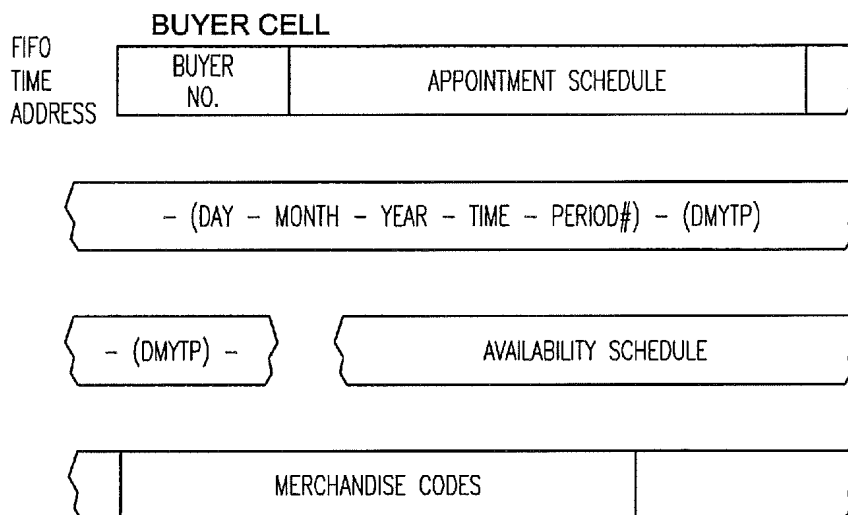 BUYER CELL
FIFO
TIME
ADDRESS
BUYER
NO.
APPOINTMENT SCHEDULE
- (DAY - MONTH - YEAR - TIME - PERIOD#) - (DMYTP)
- (DMYTP) -
AVAILABILITY SCHEDULE
MERCHANDISE CODES